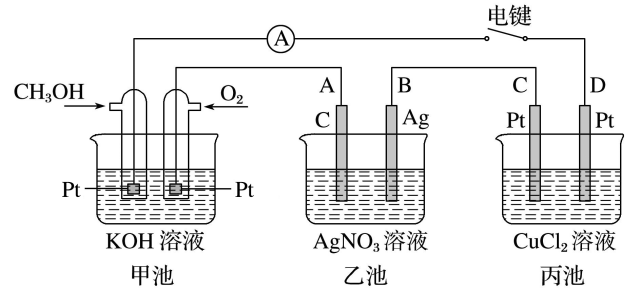 电键
A
A B C D
CH₃OH O₂ C Ag Pt Pt
Pt Pt
KOH 溶液 AgNO₃ 溶液 CuCl₂ 溶液
甲池 乙池 丙池